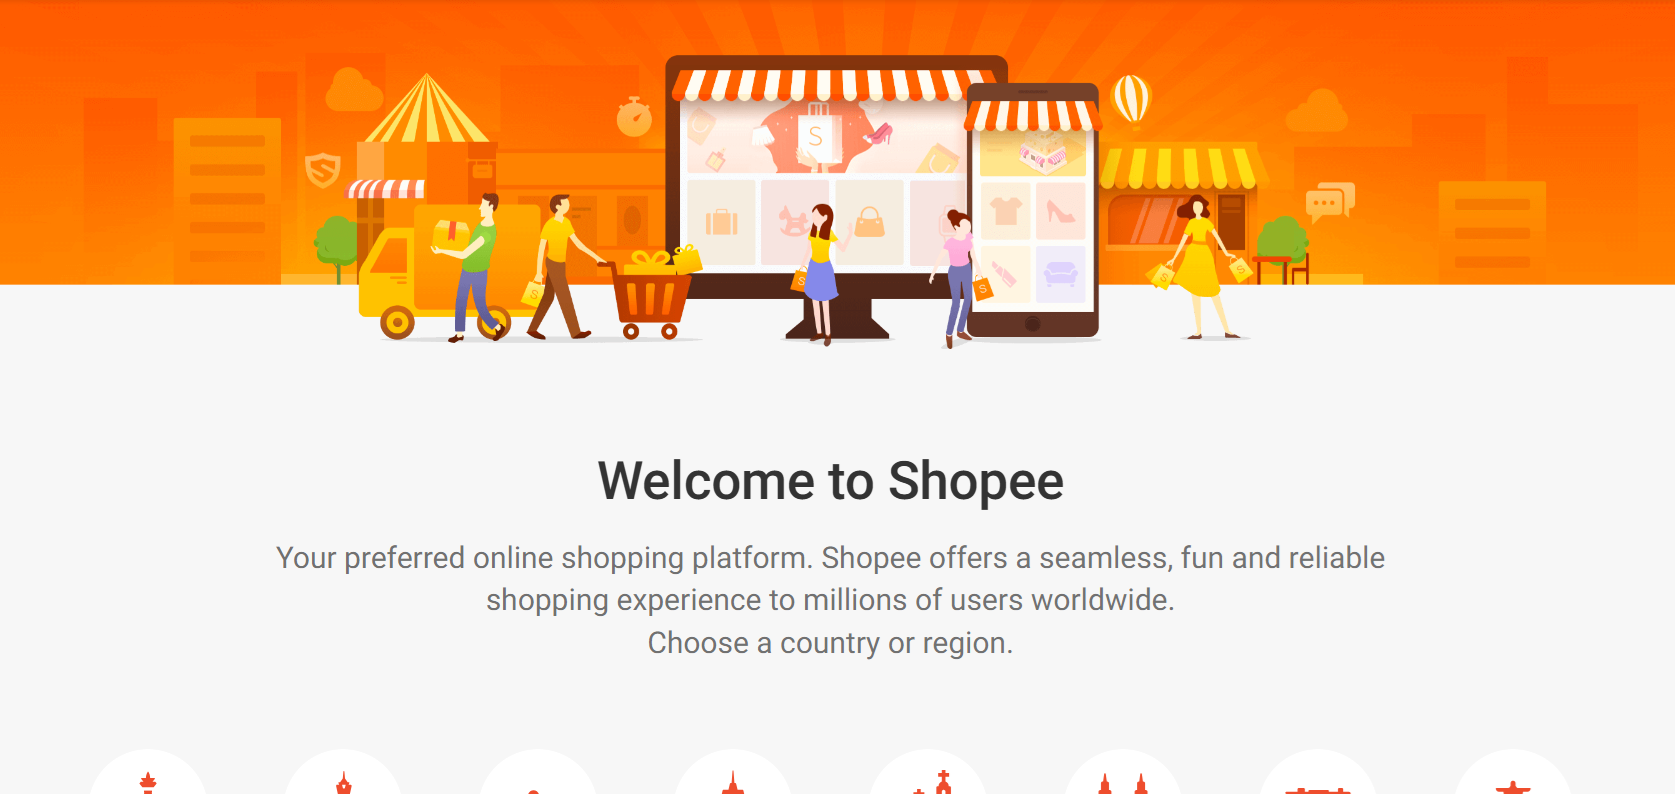 S
S
S
S
S
S
S
Welcome to Shopee
Your preferred online shopping platform. Shopee offers a seamless, fun and reliable
shopping experience to millions of users worldwide.
Choose a country or region.